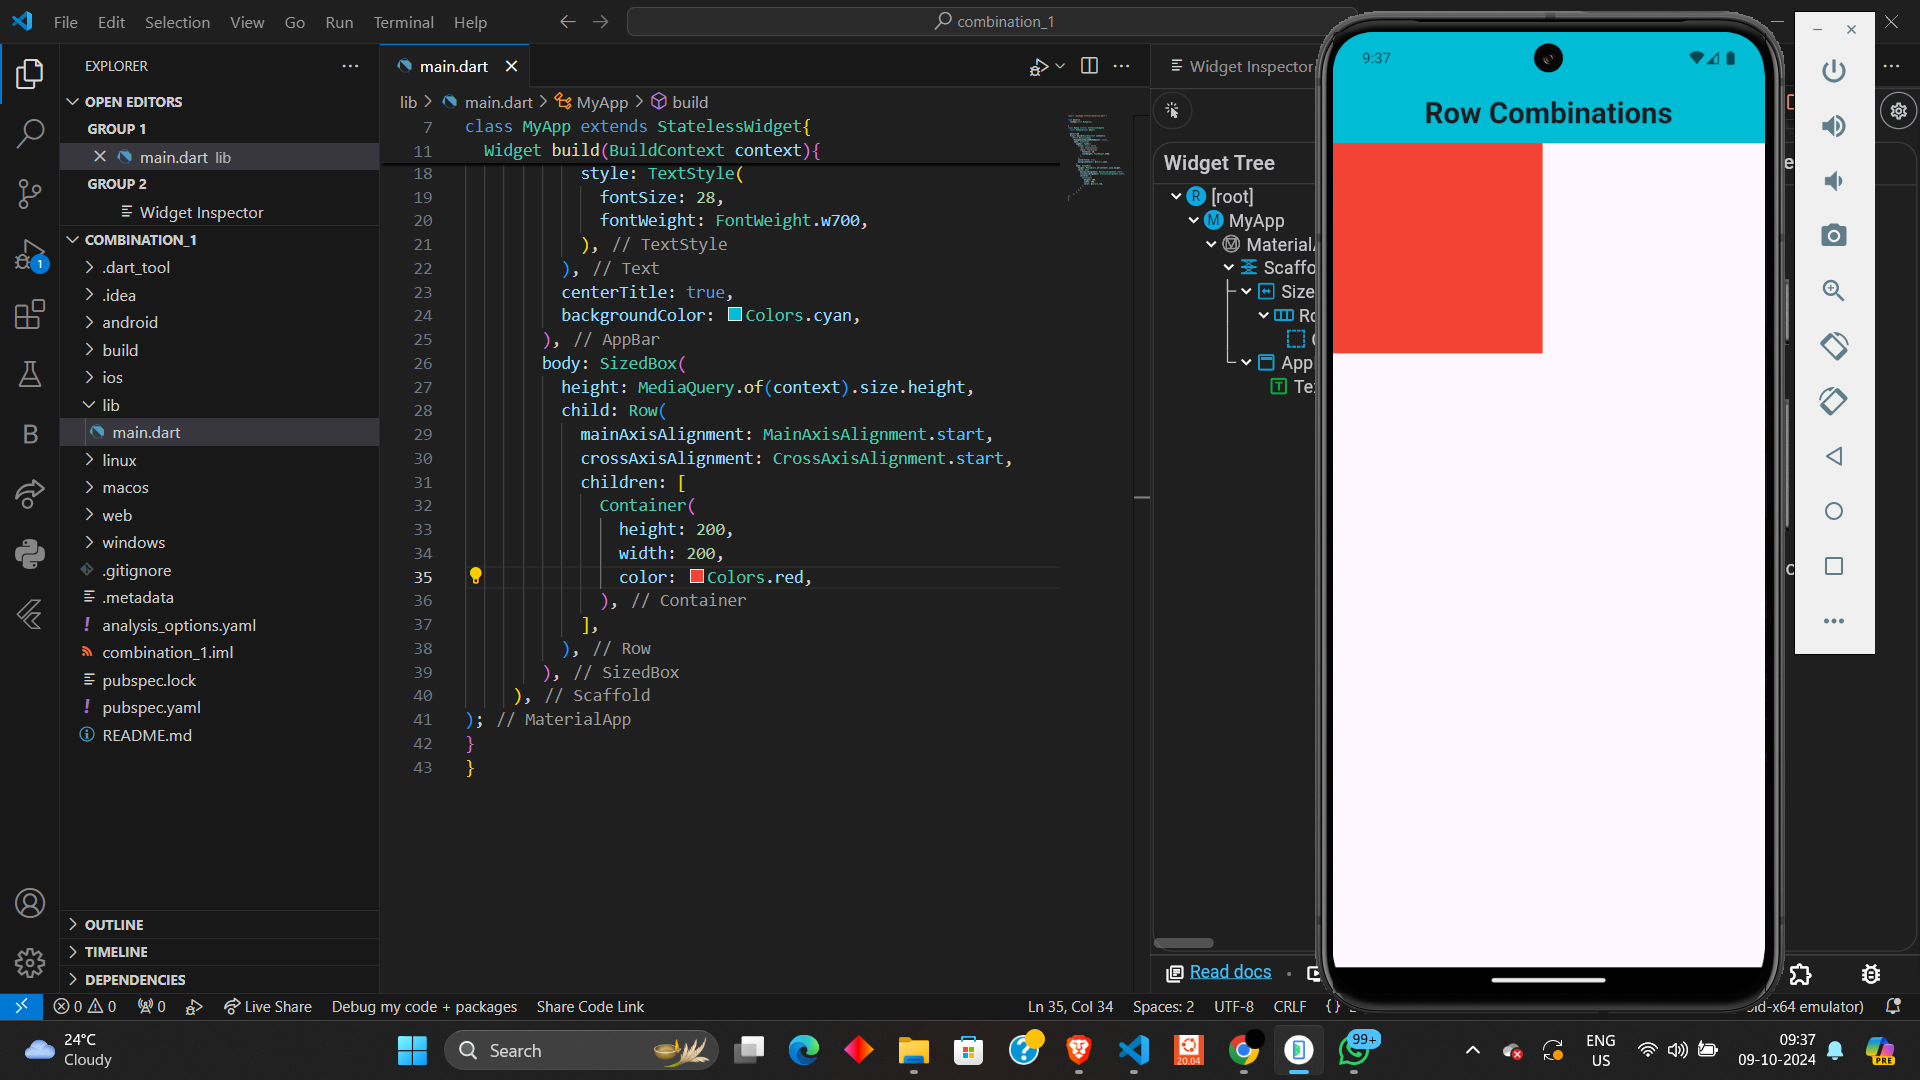 File Edit Selection View Go Run Terminal Help
combination_1
EXPLORER
OPEN EDITORS
GROUP 1
main.dart lib
GROUP 2
Widget Inspector
COMBINATION_1
.dart_tool
.idea
android
build
ios
lib
main.dart
linux
macos
web
windows
.gitignore
.metadata
analysis_options.yaml
combination_1.iml
pubspec.lock
pubspec.yaml
README.md
OUTLINE
TIMELINE
DEPENDENCIES
main.dart
lib > main.dart > MyApp > build
7 class MyApp extends StatelessWidget{
11 Widget build(BuildContext context){
18 style: TextStyle(
19 fontSize: 28,
20 fontWeight: FontWeight.w700,
21 ), // TextStyle
22 ), // Text
23 centerTitle: true,
24 backgroundColor: Colors.cyan,
25 ), // AppBar
26 body: SizedBox(
27 height: MediaQuery.of(context).size.height,
28 child: Row(
29 mainAxisAlignment: MainAxisAlignment.start,
30 crossAxisAlignment: CrossAxisAlignment.start,
31 children: [
32 Container(
33 height: 200,
34 width: 200,
35 color: Colors.red,
36 ), // Container
37 ],
38 ), // Row
39 ), // SizedBox
40 ), // Scaffold
41 ); // MaterialApp
42 }
43 }
Widget Inspector
Widget Tree
[root]
MyApp
Material
Scaffo
Size
Ro
App
Te
Read docs
9:37
Row Combinations
0 0 0 Live Share Debug my code + packages Share Code Link
Ln 35, Col 34 Spaces: 2 UTF-8 CRLF { } id-x64 emulator)
24°C
Cloudy
Search
20.04
99+
ENG
US
09:37
09-10-2024
PRE